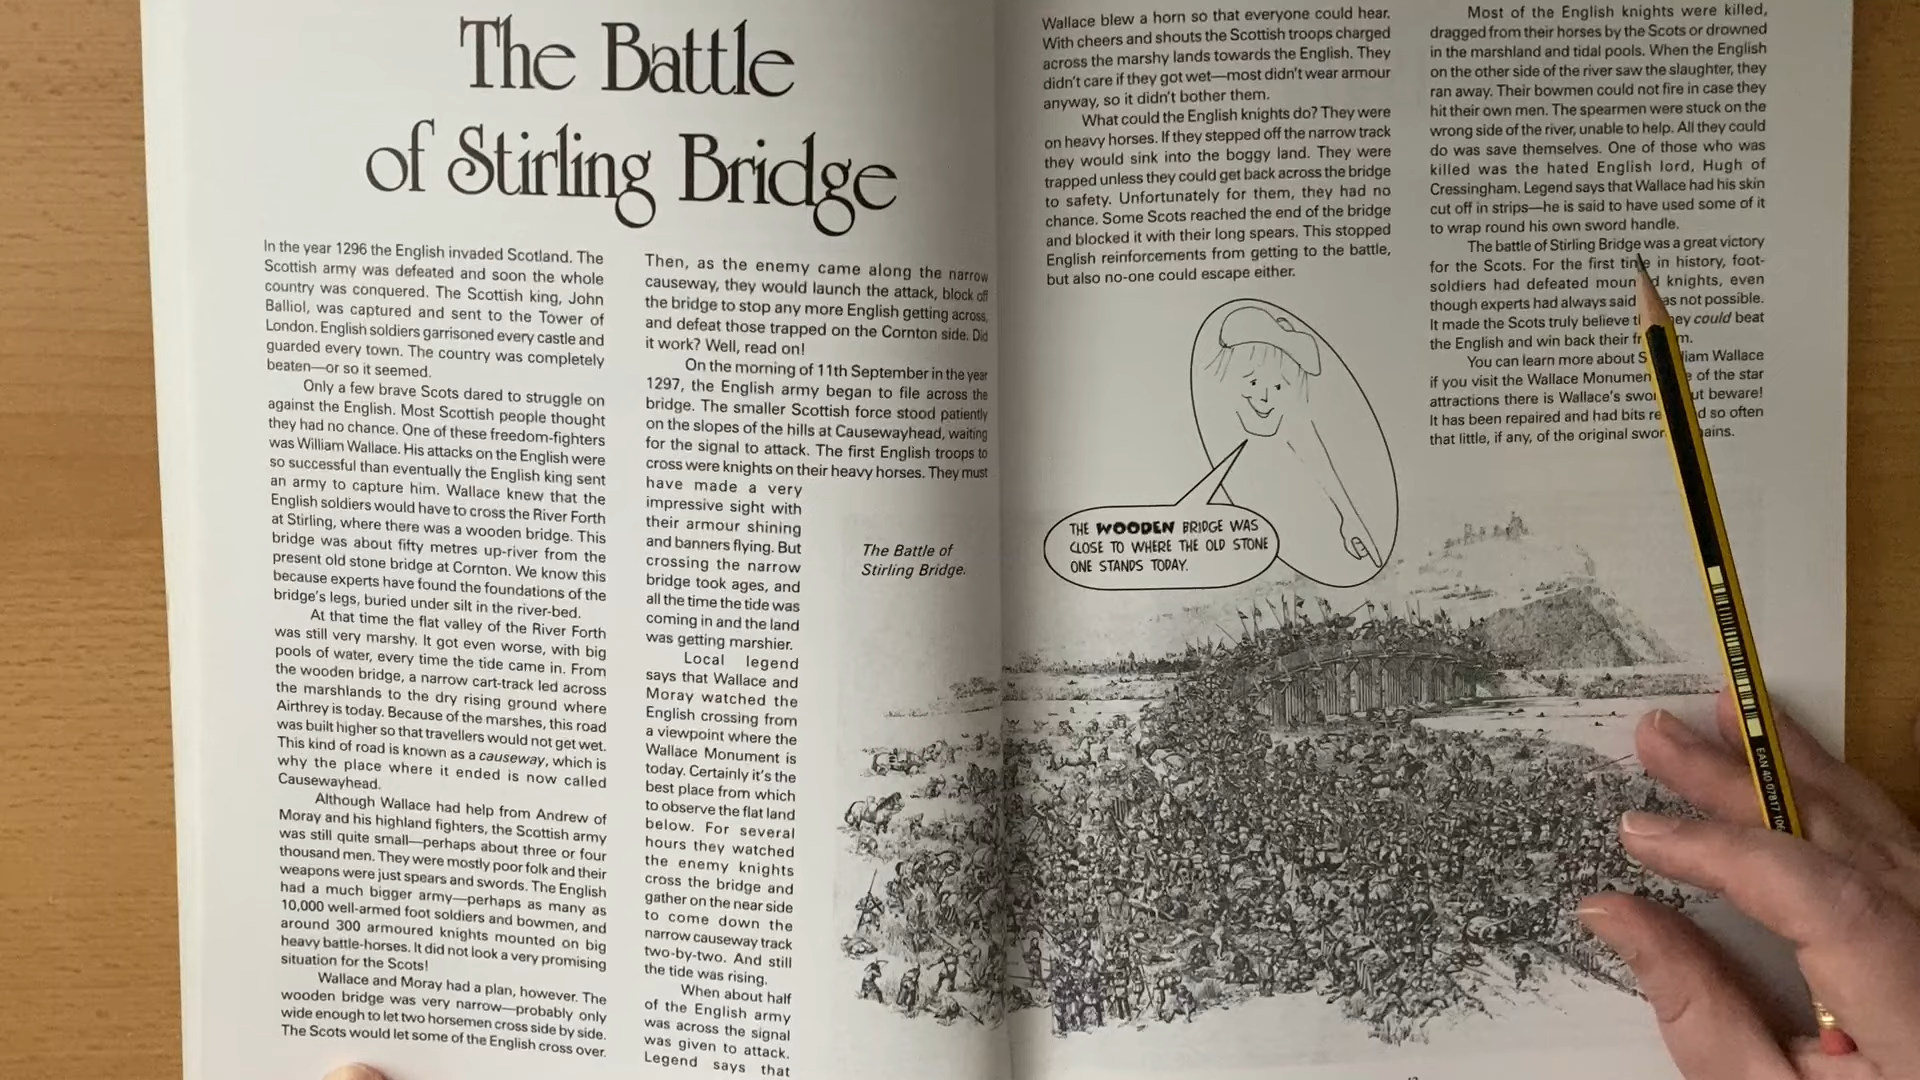 The Battle
of Stirling Bridge
In the year 1296 the English invaded Scotland. The
Scottish army was defeated and soon the whole
country was conquered. The Scottish king, John
Balliol, was captured and sent to the Tower of
London. English soldiers garrisoned every castle and
guarded every town. The country was completely
beaten—or so it seemed.
Only a few brave Scots dared to struggle on
against the English. Most Scottish people thought
they had no chance. One of these freedom-fighters
was William Wallace. His attacks on the English were
so successful than eventually the English king sent
an army to capture him. Wallace knew that the
English soldiers would have to cross the River Forth
at Stirling, where there was a wooden bridge. This
bridge was about fifty metres up-river from the
present old stone bridge at Cornton. We know this
because experts have found the foundations of the
bridge's legs, buried under silt in the river-bed.
At that time the flat valley of the River Forth
was still very marshy. It got even worse, with big
pools of water, every time the tide came in. From
the wooden bridge, a narrow cart-track led across
the marshlands to the dry rising ground where
Airthrey is today. Because of the marshes, this road
was built higher so that travellers would not get wet.
This kind of road is known as a causeway, which is
why the place where it ended is now called
Causewayhead.
Although Wallace had help from Andrew of
Moray and his highland fighters, the Scottish army
was still quite small—perhaps about three or four
thousand men. They were mostly poor folk and their
weapons were just spears and swords. The English
had a much bigger army—perhaps as many as
10,000 well-armed foot soldiers and bowmen, and
around 300 armoured knights mounted on big
heavy battle-horses. It did not look a very promising
situation for the Scots!
Wallace and Moray had a plan, however. The
wooden bridge was very narrow—probably only
wide enough to let two horsemen cross side by side.
The Scots would let some of the English cross over.
Then, as the enemy came along the narrow
causeway, they would launch the attack, block off
the bridge to stop any more English getting across,
and defeat those trapped on the Cornton side. Did
it work? Well, read on!
On the morning of 11th September in the year
1297, the English army began to file across the
bridge. The smaller Scottish force stood patiently
on the slopes of the hills at Causewayhead, waiting
for the signal to attack. The first English troops to
cross were knights on their heavy horses. They must
have made a very
impressive sight with
their armour shining
and banners flying. But
crossing the narrow
bridge took ages, and
all the time the tide was
coming in and the land
was getting marshier.
Local legend
says that Wallace and
Moray watched the
English crossing from
a viewpoint where the
Wallace Monument is
today. Certainly it's the
best place from which
to observe the flat land
below. For several
hours they watched
the enemy knights
cross the bridge and
gather on the near side
to come down the
narrow causeway track
two-by-two. And still
the tide was rising.
When about half
of the English army
was across the signal
was given to attack.
Legend says that
The Battle of
Stirling Bridge.
Wallace blew a horn so that everyone could hear.
With cheers and shouts the Scottish troops charged
across the marshy lands towards the English. They
didn't care if they got wet—most didn't wear armour
anyway, so it didn't bother them.
What could the English knights do? They were
on heavy horses. If they stepped off the narrow track
they would sink into the boggy land. They were
trapped unless they could get back across the bridge
to safety. Unfortunately for them, they had no
chance. Some Scots reached the end of the bridge
and blocked it with their long spears. This stopped
English reinforcements from getting to the battle,
but also no-one could escape either.
THE WOODEN BRIDGE WAS
CLOSE TO WHERE THE OLD STONE
ONE STANDS TODAY.
Most of the English knights were killed,
dragged from their horses by the Scots or drowned
in the marshland and tidal pools. When the English
on the other side of the river saw the slaughter, they
ran away. Their bowmen could not fire in case they
hit their own men. The spearmen were stuck on the
wrong side of the river, unable to help. All they could
do was save themselves. One of those who was
killed was the hated English lord, Hugh of
Cressingham. Legend says that Wallace had his skin
cut off in strips—he is said to have used some of it
to wrap round his own sword handle.
The battle of Stirling Bridge was a great victory
for the Scots. For the first time in history, foot-
soldiers had defeated knights, even
though experts had always said not possible.
It made the Scots truly believe could beat
the English and win back their
You can learn more about Wallace
if you visit the Wallace of the star
attractions there is Wallace's beware!
It has been repaired and had bits so often
that little, if any, of the original
EAN 40 07817